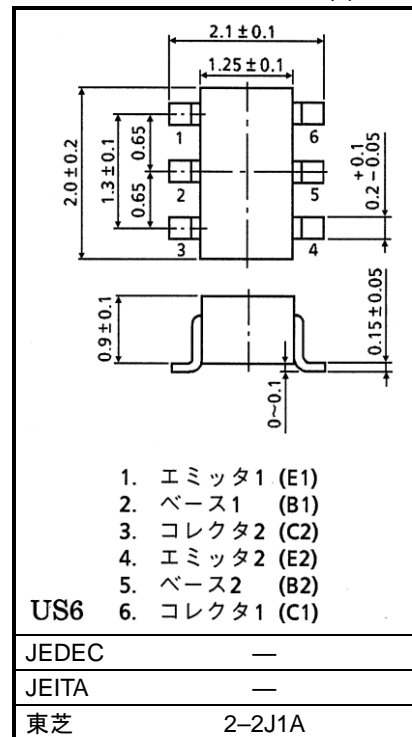 2.1±0.1
1.25±0.1
2.0±0.2
1.3±0.1
0.65
0.65
1
2
3
6
5
4
+0.1
0.2−0.05
0.9±0.1
0.15±0.05
0~0.1
1. エミッタ1 (E1)
2. ベース1 (B1)
3. コレクタ2 (C2)
4. エミッタ2 (E2)
5. ベース2 (B2)
US6 6. コレクタ1 (C1)
JEDEC —
JEITA —
東芝 2–2J1A